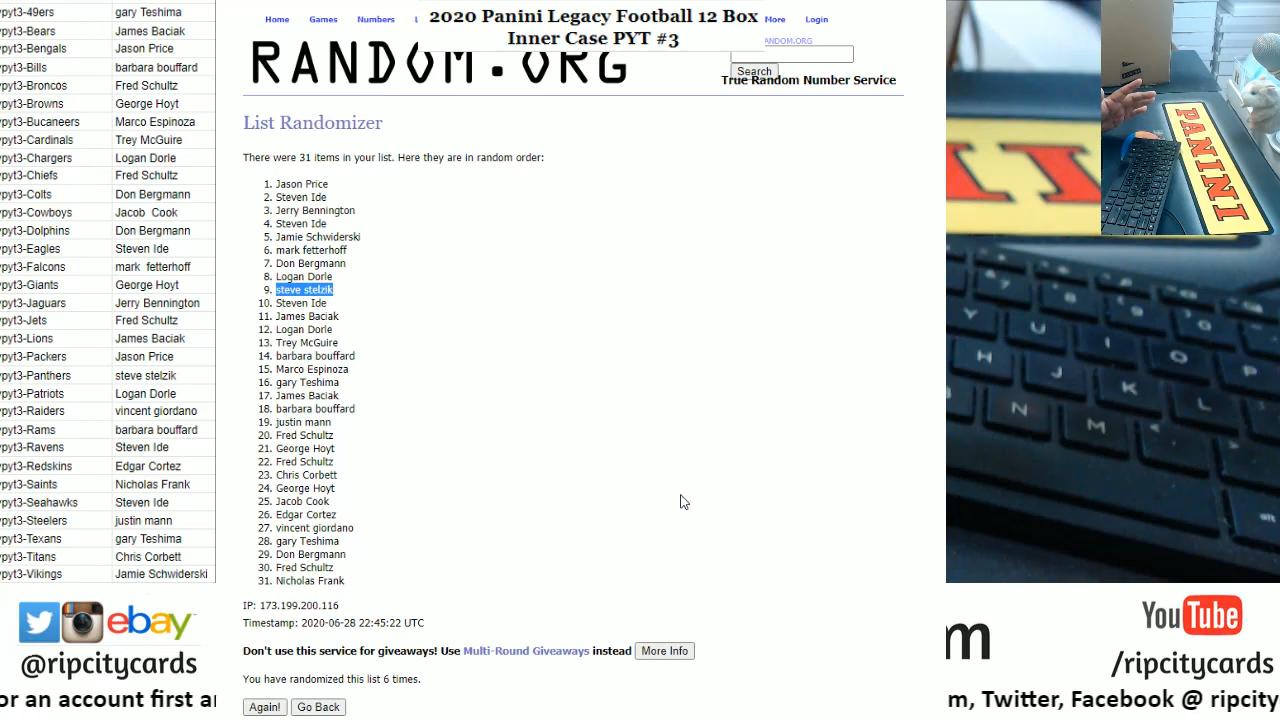 /pyt3-49ers gary Teshima
/pyt3-Bears James Baciak
/pyt3-Bengals Jason Price
/pyt3-Bills barbara bouffard
/pyt3-Broncos Fred Schultz
/pyt3-Browns George Hoyt
/pyt3-Bucaneers Marco Espinoza
/pyt3-Cardinals Trey McGuire
/pyt3-Chargers Logan Dorle
/pyt3-Chiefs Fred Schultz
/pyt3-Colts Don Bergmann
/pyt3-Cowboys Jacob Cook
/pyt3-Dolphins Don Bergmann
/pyt3-Eagles Steven Ide
/pyt3-Falcons mark fetterhoff
/pyt3-Giants George Hoyt
/pyt3-Jaguars Jerry Bennington
/pyt3-Jets Fred Schultz
/pyt3-Lions James Baciak
/pyt3-Packers Jason Price
/pyt3-Panthers steve stelzik
/pyt3-Patriots Logan Dorle
/pyt3-Raiders vincent giordano
/pyt3-Rams barbara bouffard
/pyt3-Ravens Steven Ide
/pyt3-Redskins Edgar Cortez
/pyt3-Saints Nicholas Frank
/pyt3-Seahawks Steven Ide
/pyt3-Steelers justin mann
/pyt3-Texans gary Teshima
/pyt3-Titans Chris Corbett
/pyt3-Vikings Jamie Schwiderski
2020 Panini Legacy Football 12 Box
Inner Case PYT #3
Home Games Numbers More Login
RANDOM.ORG
Search
True Random Number Service
List Randomizer
There were 31 items in your list. Here they are in random order:
1. Jason Price
2. Steven Ide
3. Jerry Bennington
4. Steven Ide
5. Jamie Schwiderski
6. mark fetterhoff
7. Don Bergmann
8. Logan Dorle
9. steve stelzik
10. Steven Ide
11. James Baciak
12. Logan Dorle
13. Trey McGuire
14. barbara bouffard
15. Marco Espinoza
16. gary Teshima
17. James Baciak
18. barbara bouffard
19. justin mann
20. Fred Schultz
21. George Hoyt
22. Fred Schultz
23. Chris Corbett
24. George Hoyt
25. Jacob Cook
26. Edgar Cortez
27. vincent giordano
28. gary Teshima
29. Don Bergmann
30. Fred Schultz
31. Nicholas Frank
IP: 173.199.200.116
Timestamp: 2020-06-28 22:45:22 UTC
Don't use this service for giveaways! Use Multi-Round Giveaways instead More Info
You have randomized this list 6 times.
Again! Go Back
PANINI
Y U I O P
H J K L
N M <
alt
ebay
@ripcitycards
or an account first a
You Tube
/ripcitycards
m
m, Twitter, Facebook @ ripcity